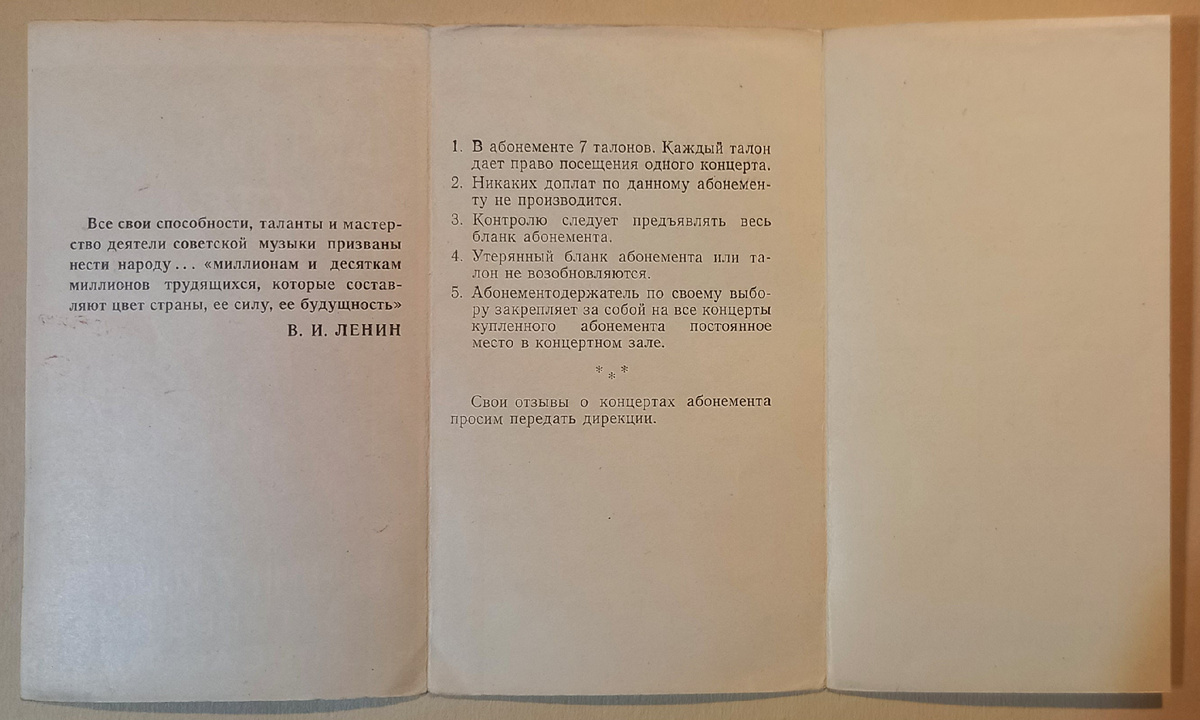 Все свои способности, таланты и мастер-
ство деятели советской музыки призваны
нести народу... «миллионам и десяткам
миллионов трудящихся, которые состав-
ляют цвет страны, ее силу, ее будущность»
В. И. ЛЕНИН
1. В абонементе 7 талонов. Каждый талон
дает право посещения одного концерта.
2. Никаких доплат по данному абонемен-
ту не производится.
3. Контролю следует предъявлять весь
бланк абонемента.
4. Утерянный бланк абонемента или та-
лон не возобновляются.
5. Абонементодержатель по своему выбо-
ру закрепляет за собой на все концерты
купленного абонемента постоянное
место в концертном зале.
* * *
Свои отзывы о концертах абонемента
просим передать дирекции.